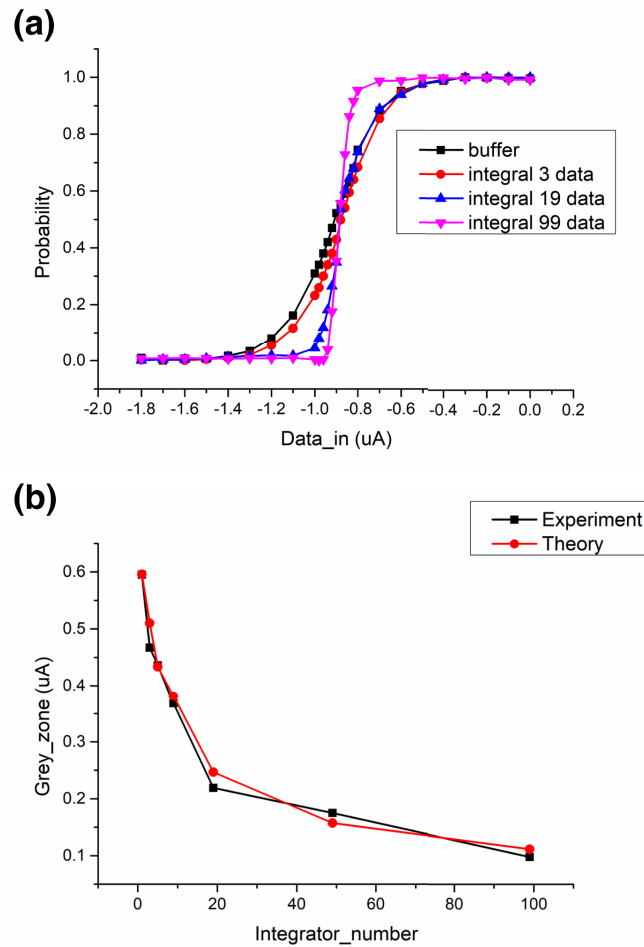 (a)
1.0
0.8
0.6
0.4
0.2
0.0
Probability
buffer
integral 3 data
integral 19 data
integral 99 data
-2.0 -1.8 -1.6 -1.4 -1.2 -1.0 -0.8 -0.6 -0.4 -0.2 0.0 0.2
Data_in (uA)
(b)
Experiment
Theory
0.6
0.5
0.4
0.3
0.2
0.1
Grey_zone (uA)
0 20 40 60 80 100
Integrator_number